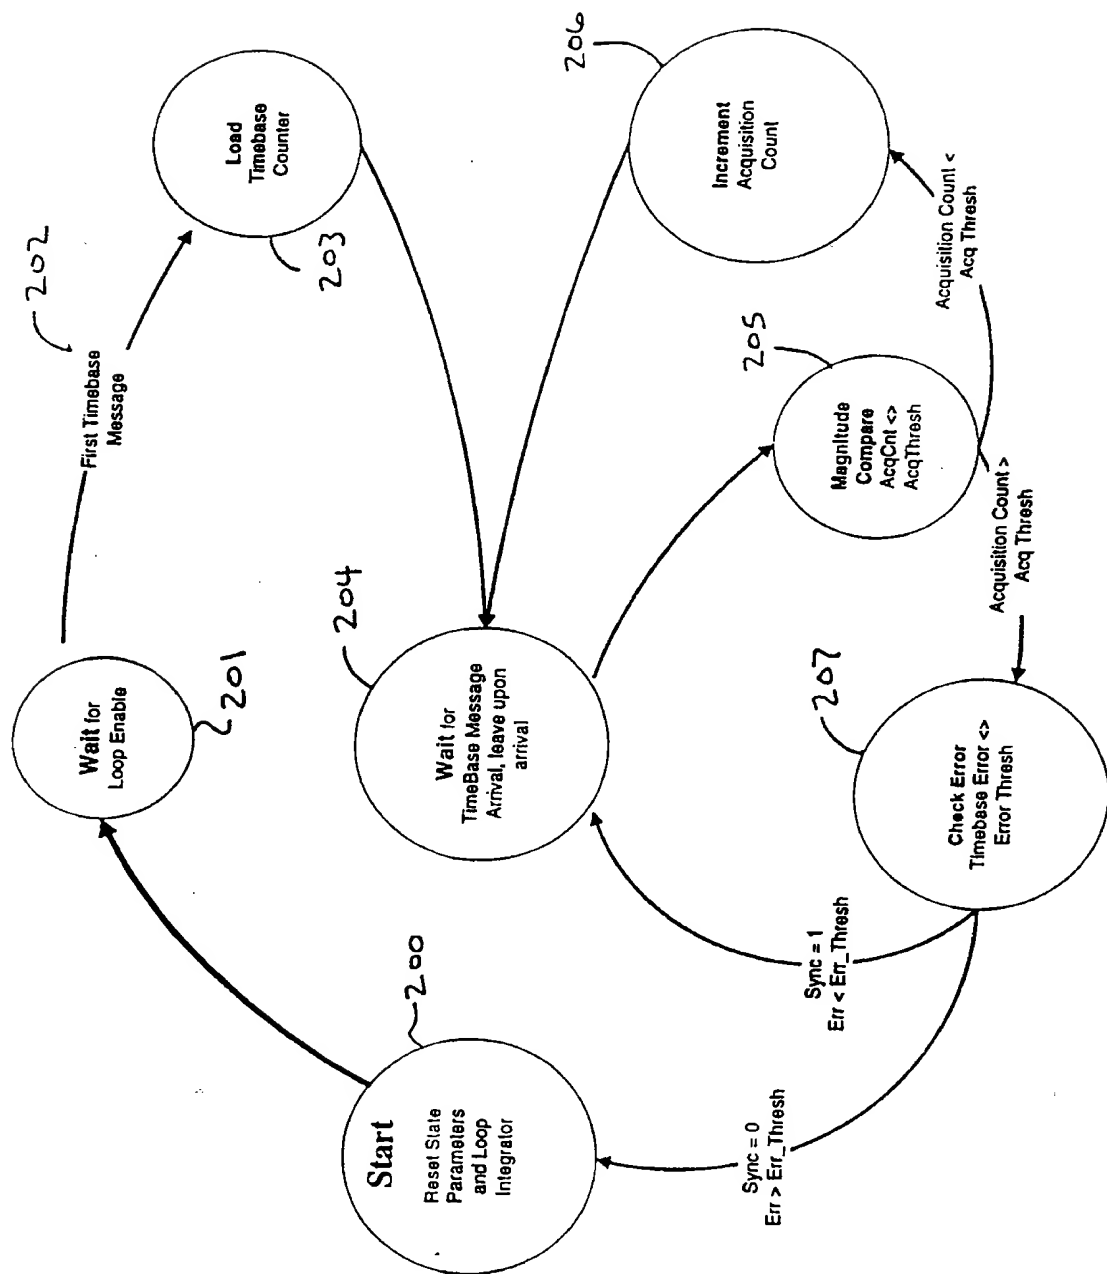 Start
Reset State
Parameters
and Loop
Integrator
200
Wait for
Loop Enable
201
First Timebase
Message
202
Load
Timebase
Counter
203
Wait for
TimeBase Message
Arrival, leave upon
arrival
204
Magnitude
Compare
AcqCnt <>
AcqThresh
205
Acquisition Count <
Acq Thresh
Increment
Acquisition
Count
206
Acquisition Count >
Acq Thresh
Check Error
Timebase Error <>
Error Thresh
207
Sync = 1
Err < Err_Thresh
Sync = 0
Err > Err_Thresh